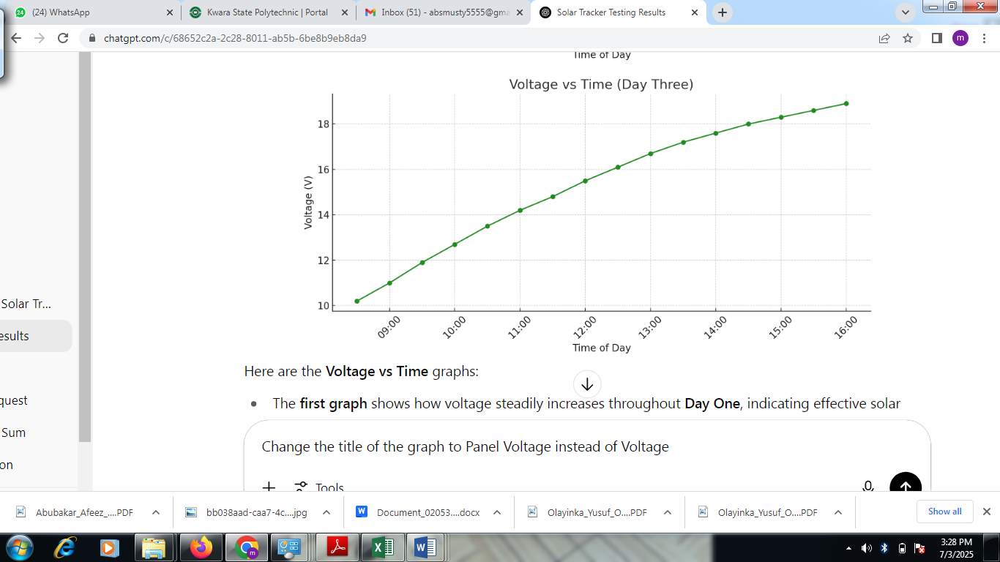 (24) WhatsApp
Kwara State Polytechnic | Portal
Inbox (51) - absmusty5555@gma
Solar Tracker Testing Results
chatgpt.com/c/68652c2a-2c28-8011-ab5b-6be8b9eb8da9
m
Time of Day
Voltage vs Time (Day Three)
Voltage (V)
18
16
14
12
10
09:00
10:00
11:00
12:00
13:00
14:00
15:00
16:00
Time of Day
Solar Tr...
esults
quest
Sum
on
Here are the Voltage vs Time graphs:
• The first graph shows how voltage steadily increases throughout Day One, indicating effective solar
Change the title of the graph to Panel Voltage instead of Voltage
Tools
Abubakar_Afeez_....PDF
bb038aad-caa7-4c....jpg
Document_02053....docx
Olayinka_Yusuf_O....PDF
Olayinka_Yusuf_O....PDF
Show all
3:28 PM
7/3/2025